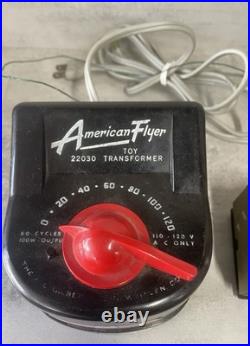 American Flyer
TOY
22030 TRANSFORMER
0 20 40 60 80 100 120
60 CYCLES
100W OUTPUT
110-120 V
A C ONLY
THE